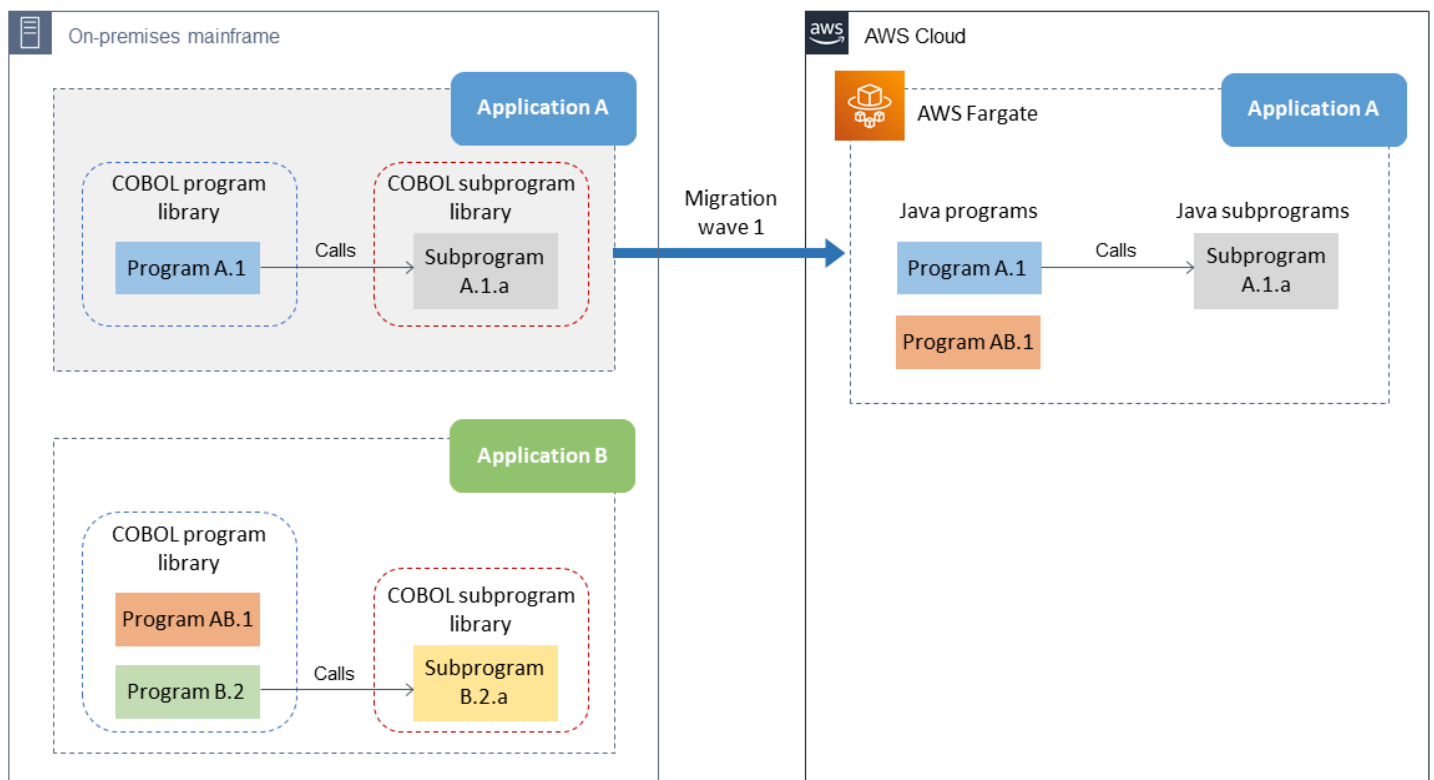 On-premises mainframe
Application A
COBOL program
library
Program A.1
Calls
COBOL subprogram
library
Subprogram
A.1.a
Application B
COBOL program
library
Program AB.1
Program B.2
Calls
COBOL subprogram
library
Subprogram
B.2.a
Migration
wave 1
aws
AWS Cloud
AWS Fargate
Application A
Java programs
Program A.1
Calls
Java subprograms
Subprogram
A.1.a
Program AB.1